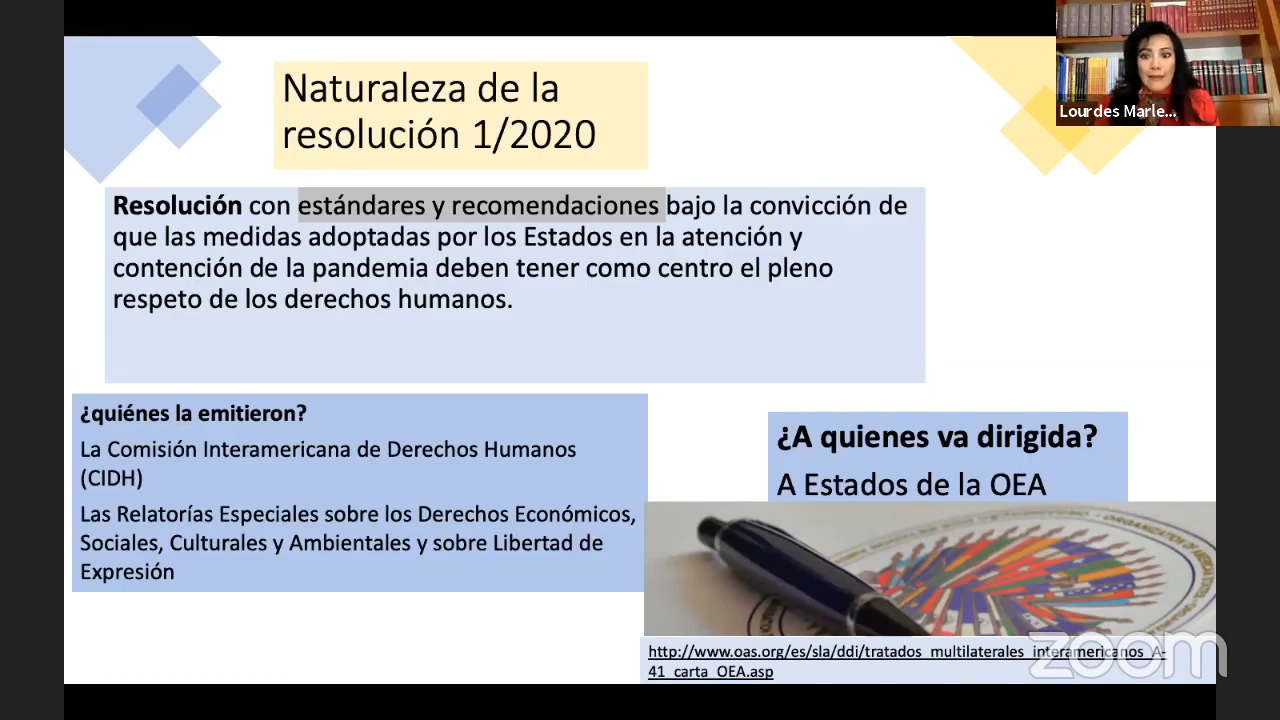 Naturaleza de la
resolución 1/2020
Lourdes Marle...
Resolución con estándares y recomendaciones bajo la convicción de
que las medidas adoptadas por los Estados en la atención y
contención de la pandemia deben tener como centro el pleno
respeto de los derechos humanos.
¿quiénes la emitieron?
La Comisión Interamericana de Derechos Humanos
(CIDH)
Las Relatorías Especiales sobre los Derechos Económicos,
Sociales, Culturales y Ambientales y sobre Libertad de
Expresión
¿A quienes va dirigida?
A Estados de la OEA
http://www.oas.org/es/sla/ddi/tratados_multilaterales_interamericanos_A-
41_carta_OEA.asp
zoom